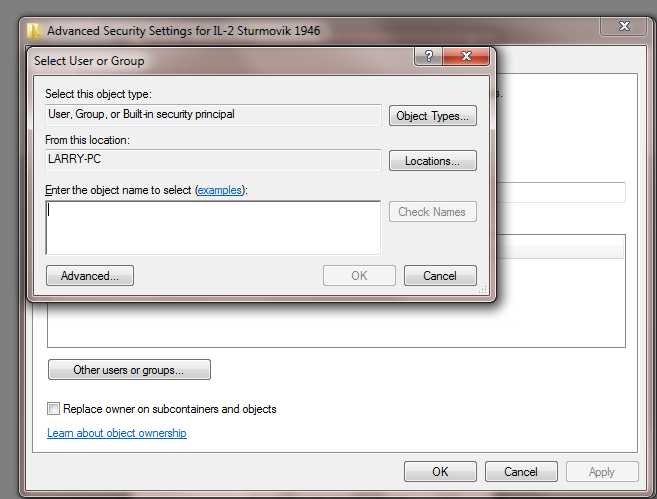 Advanced Security Settings for IL-2 Sturmovik 1946
Select User or Group
Select this object type:
User, Group, or Built-in security principal
Object Types...
From this location:
LARRY-PC
Locations...
Enter the object name to select (examples):
Check Names
Advanced...
OK
Cancel
Other users or groups...
Replace owner on subcontainers and objects
Learn about object ownership
OK
Cancel
Apply